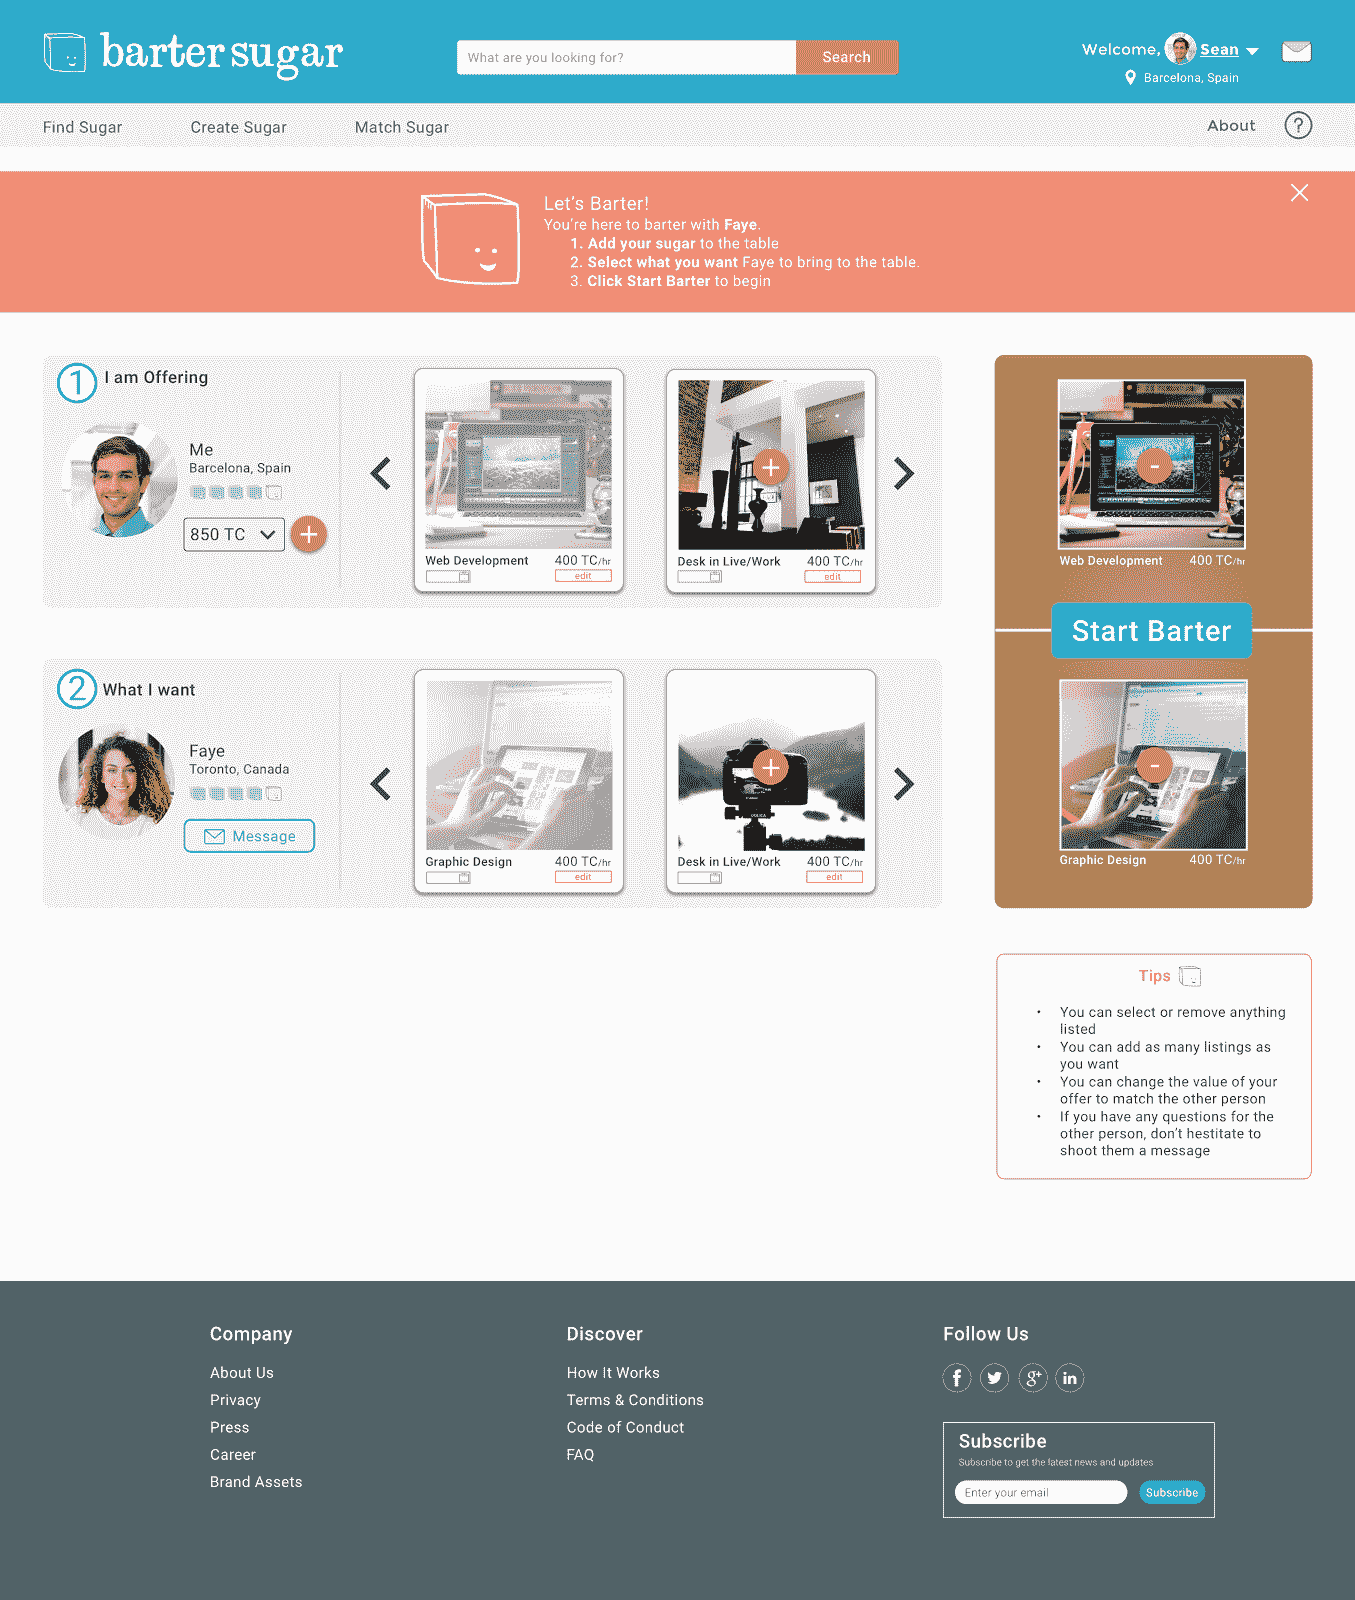 barter sugar
What are you looking for?
Search
Welcome, Sean
Barcelona, Spain
Find Sugar
Create Sugar
Match Sugar
About
?
Let's Barter!
You're here to barter with Faye.
1. Add your sugar to the table
2. Select what you want Faye to bring to the table.
3. Click Start Barter to begin
1 I am Offering
Me
Barcelona, Spain
850 TC
Web Development 400 TC/hr
edit
Desk in Live/Work 400 TC/hr
edit
2 What I want
Faye
Toronto, Canada
Message
Graphic Design 400 TC/hr
edit
Desk in Live/Work 400 TC/hr
edit
Web Development 400 TC/hr
Start Barter
Graphic Design 400 TC/hr
Tips
• You can select or remove anything
listed
• You can add as many listings as
you want
• You can change the value of your
offer to match the other person
• If you have any questions for the
other person, don't hestitate to
shoot them a message
Company
About Us
Privacy
Press
Career
Brand Assets
Discover
How It Works
Terms & Conditions
Code of Conduct
FAQ
Follow Us
Subscribe
Subscribe to get the latest news and updates
Enter your email
Subscribe